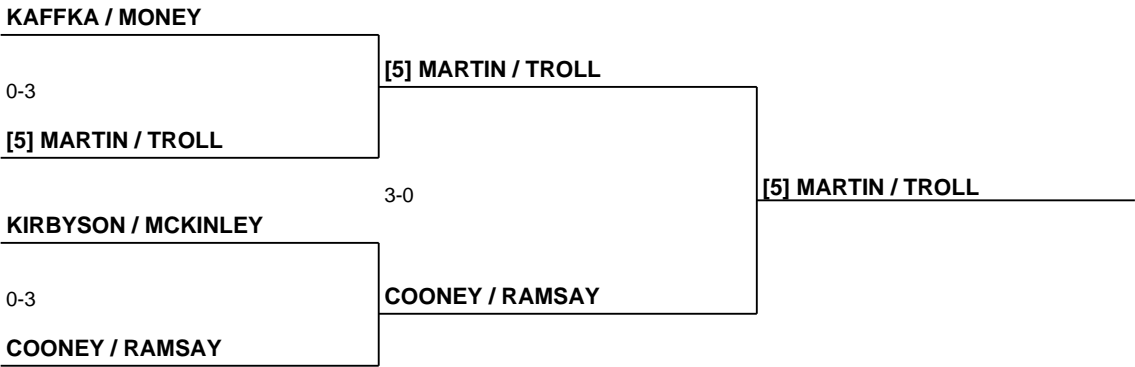 KAFFKA / MONEY
[5] MARTIN / TROLL
0-3
[5] MARTIN / TROLL
[5] MARTIN / TROLL
3-0
KIRBYSON / MCKINLEY
COONEY / RAMSAY
0-3
COONEY / RAMSAY